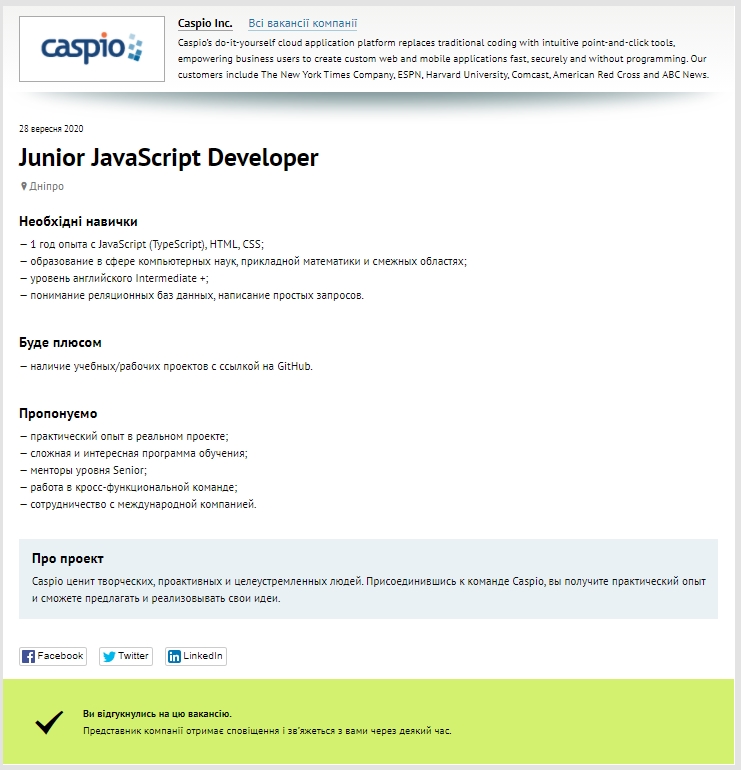 caspio
Caspio Inc. Всі вакансії компанії
Caspio's do-it-yourself cloud application platform replaces traditional coding with intuitive point-and-click tools,
empowering business users to create custom web and mobile applications fast, securely and without programming. Our
customers include The New York Times Company, ESPN, Harvard University, Comcast, American Red Cross and ABC News.
28 вересня 2020
Junior JavaScript Developer
Дніпро
Необхідні навички
— 1 год опыта с JavaScript (TypeScript), HTML, CSS;
— образование в сфере компьютерных наук, прикладной математики и смежных областях;
— уровень английского Intermediate +;
— понимание реляционных баз данных, написание простых запросов.
Буде плюсом
— наличие учебных/рабочих проектов с ссылкой на GitHub.
Пропонуємо
— практический опыт в реальном проекте;
— сложная и интересная программа обучения;
— менторы уровня Senior;
— работа в кросс-функциональной команде;
— сотрудничество с международной компанией.
Про проект
Caspio ценит творческих, проактивных и целеустремленных людей. Присоединившись к команде Caspio, вы получите практический опыт
и сможете предлагать и реализовывать свои идеи.
Facebook Twitter LinkedIn
Ви відгукнулись на цю вакансію.
Представник компанії отримає сповіщення і зв'яжеться з вами через деякий час.